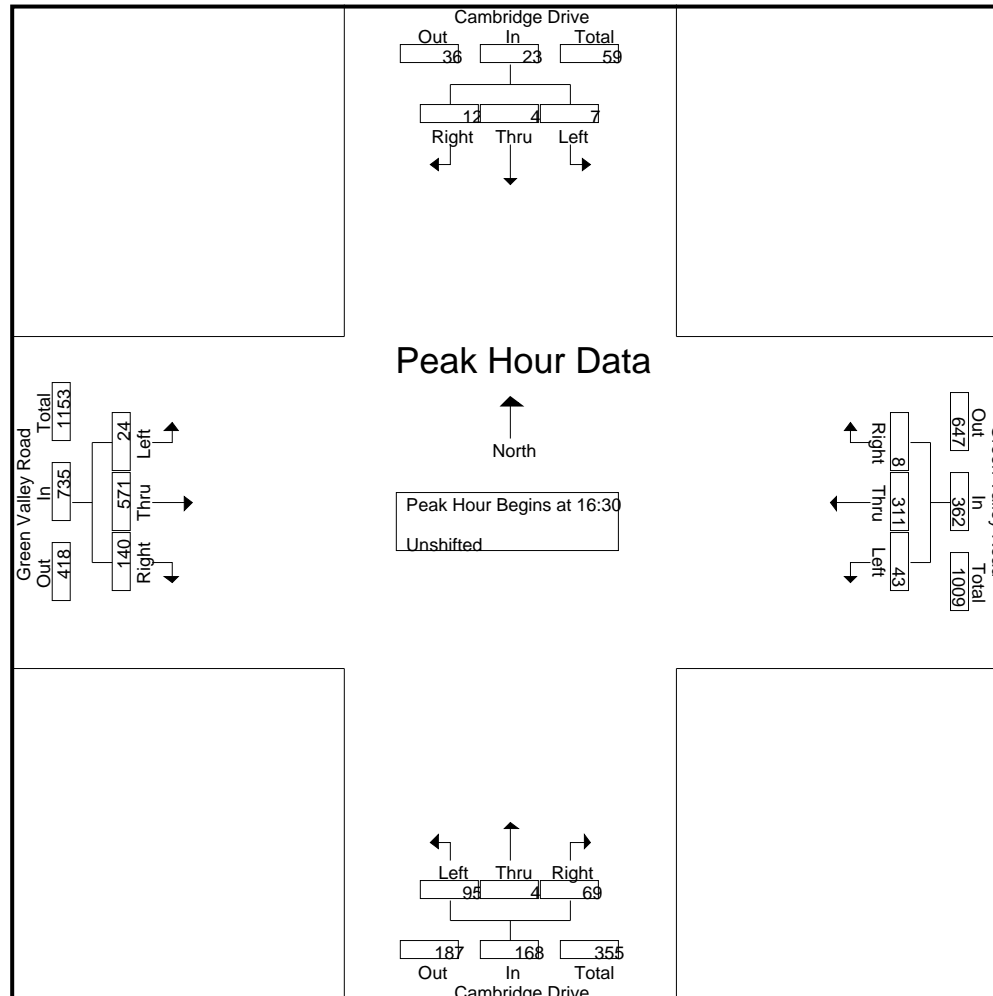 Cambridge Drive
Out In Total
36 23 59
12 4 7
Right Thru Left
Peak Hour Data
North
Peak Hour Begins at 16:30
Unshifted
Green Valley Road
Total In Out
1153 735 418
24 571 140
Left Thru Right
Right Thru Left
8 311 43
647 362 1009
Out In Total
Left Thru Right
95 4 69
187 168 355
Out In Total
Cambridge Drive